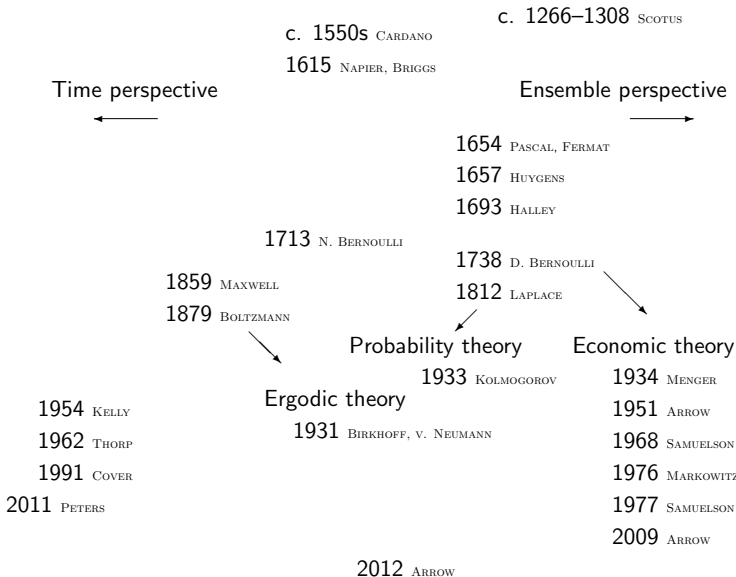 c. 1266–1308 Scotus
c. 1550s Cardano
1615 Napier, Briggs
Time perspective
Ensemble perspective
1654 Pascal, Fermat
1657 Huygens
1693 Halley
1713 N. Bernoulli
1738 D. Bernoulli
1859 Maxwell
1812 Laplace
1879 Boltzmann
Probability theory
Economic theory
1933 Kolmogorov
1934 Menger
Ergodic theory
1954 Kelly
1951 Arrow
1931 Birkhoff, v. Neumann
1962 Thorp
1968 Samuelson
1991 Cover
1976 Markowitz
2011 Peters
1977 Samuelson
2009 Arrow
2012 Arrow